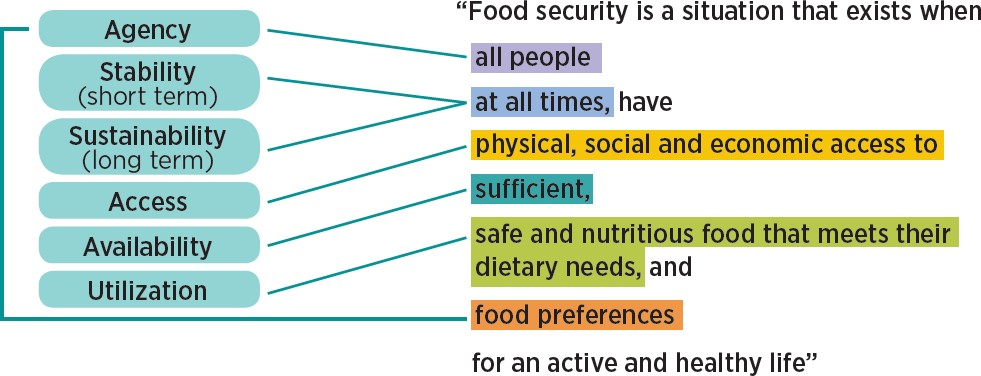 Agency
Stability
(short term)
Sustainability
(long term)
Access
Availability
Utilization
“Food security is a situation that exists when
all people
at all times, have
physical, social and economic access to
sufficient,
safe and nutritious food that meets their
dietary needs, and
food preferences
for an active and healthy life”